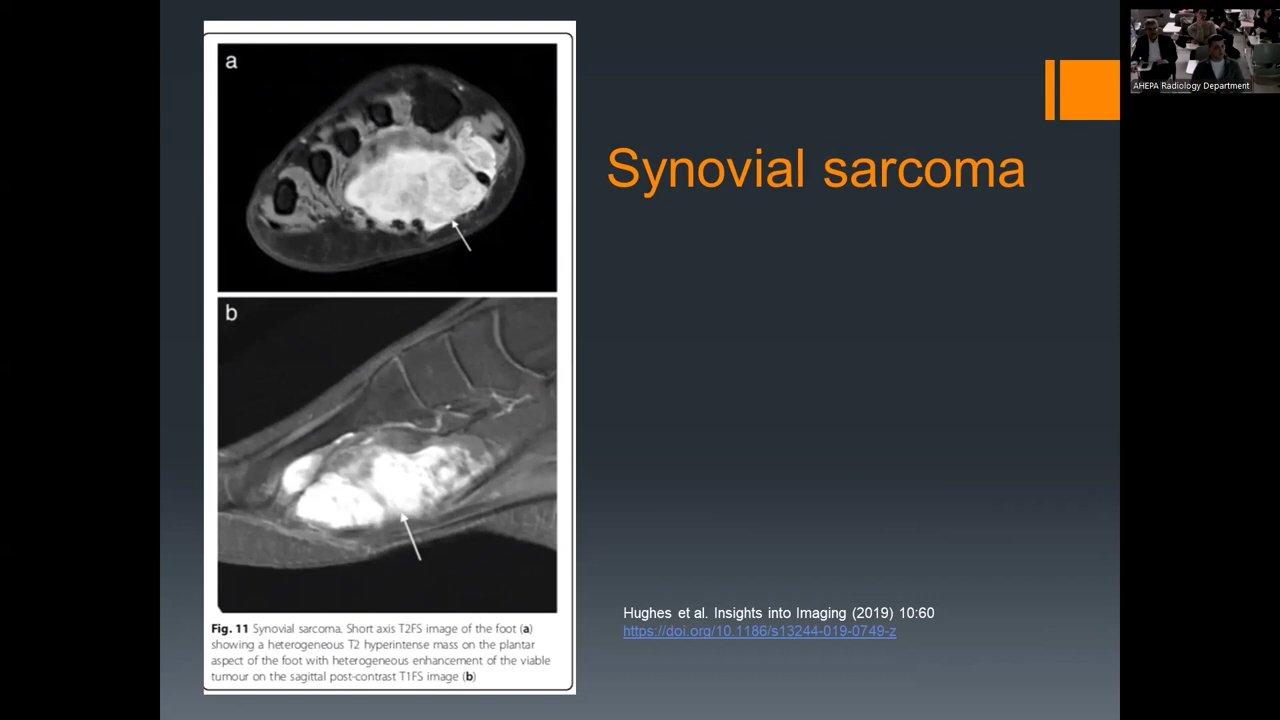 a
b
Fig. 11 Synovial sarcoma. Short axis T2FS image of the foot (a)
showing a heterogeneous T2 hyperintense mass on the plantar
aspect of the foot with heterogeneous enhancement of the viable
tumour on the sagittal post-contrast T1FS image (b)
Synovial sarcoma
Hughes et al. Insights into Imaging (2019) 10:60
https://doi.org/10.1186/s13244-019-0749-z
AHEPA Radiology Department